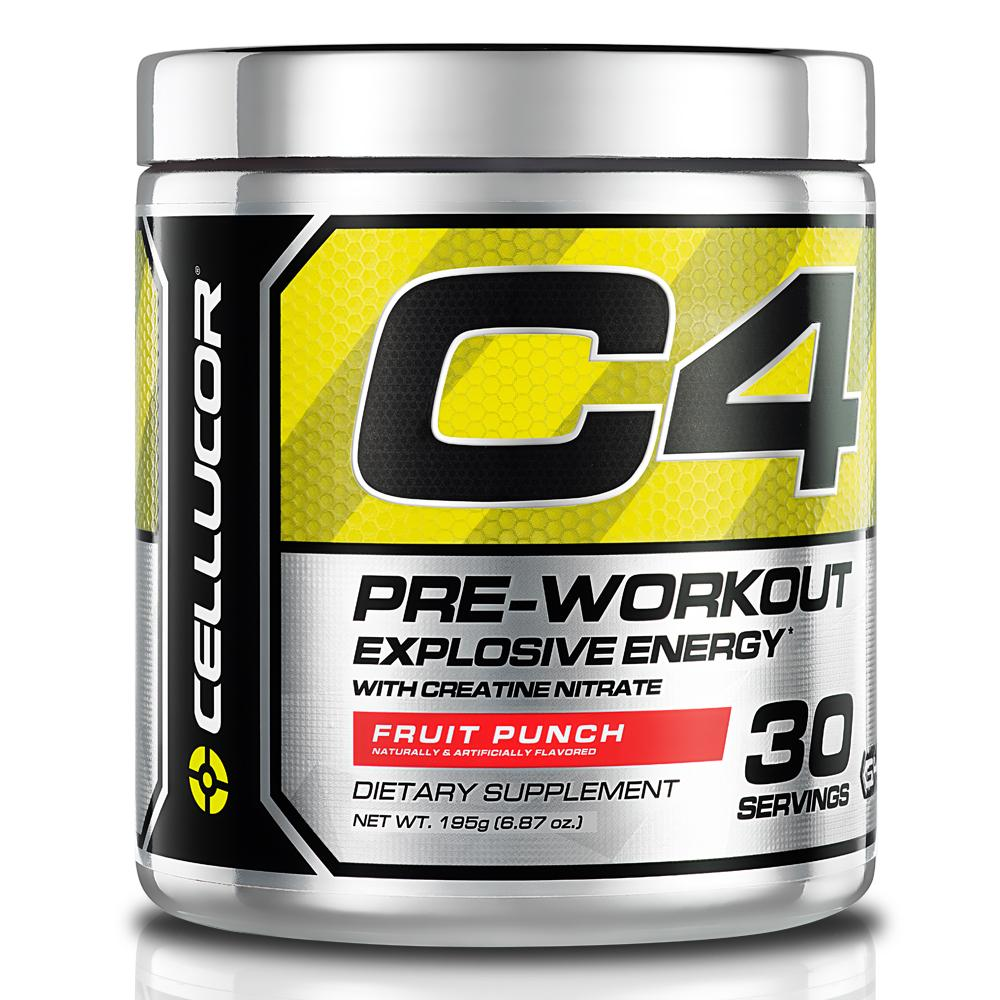 CELLUCOR®
C4
PRE-WORKOUT
EXPLOSIVE ENERGY*
WITH CREATINE NITRATE
FRUIT PUNCH
NATURALLY & ARTIFICIALLY FLAVORED
30
SERVINGS
DIETARY SUPPLEMENT
NET WT. 195g (6.87 oz.)